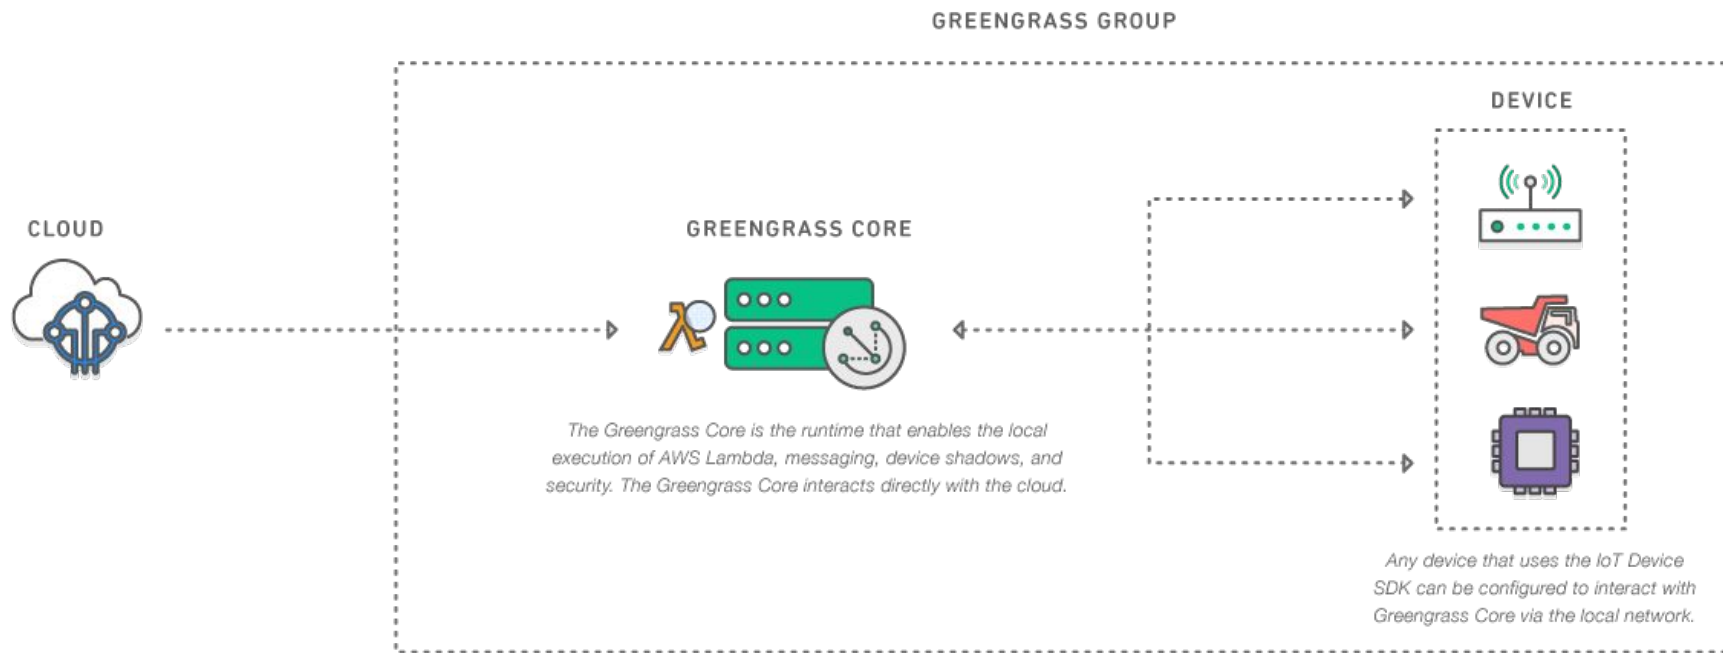 GREENGRASS GROUP
DEVICE
CLOUD
GREENGRASS CORE
The Greengrass Core is the runtime that enables the local
execution of AWS Lambda, messaging, device shadows, and
security. The Greengrass Core interacts directly with the cloud.
Any device that uses the IoT Device
SDK can be configured to interact with
Greengrass Core via the local network.